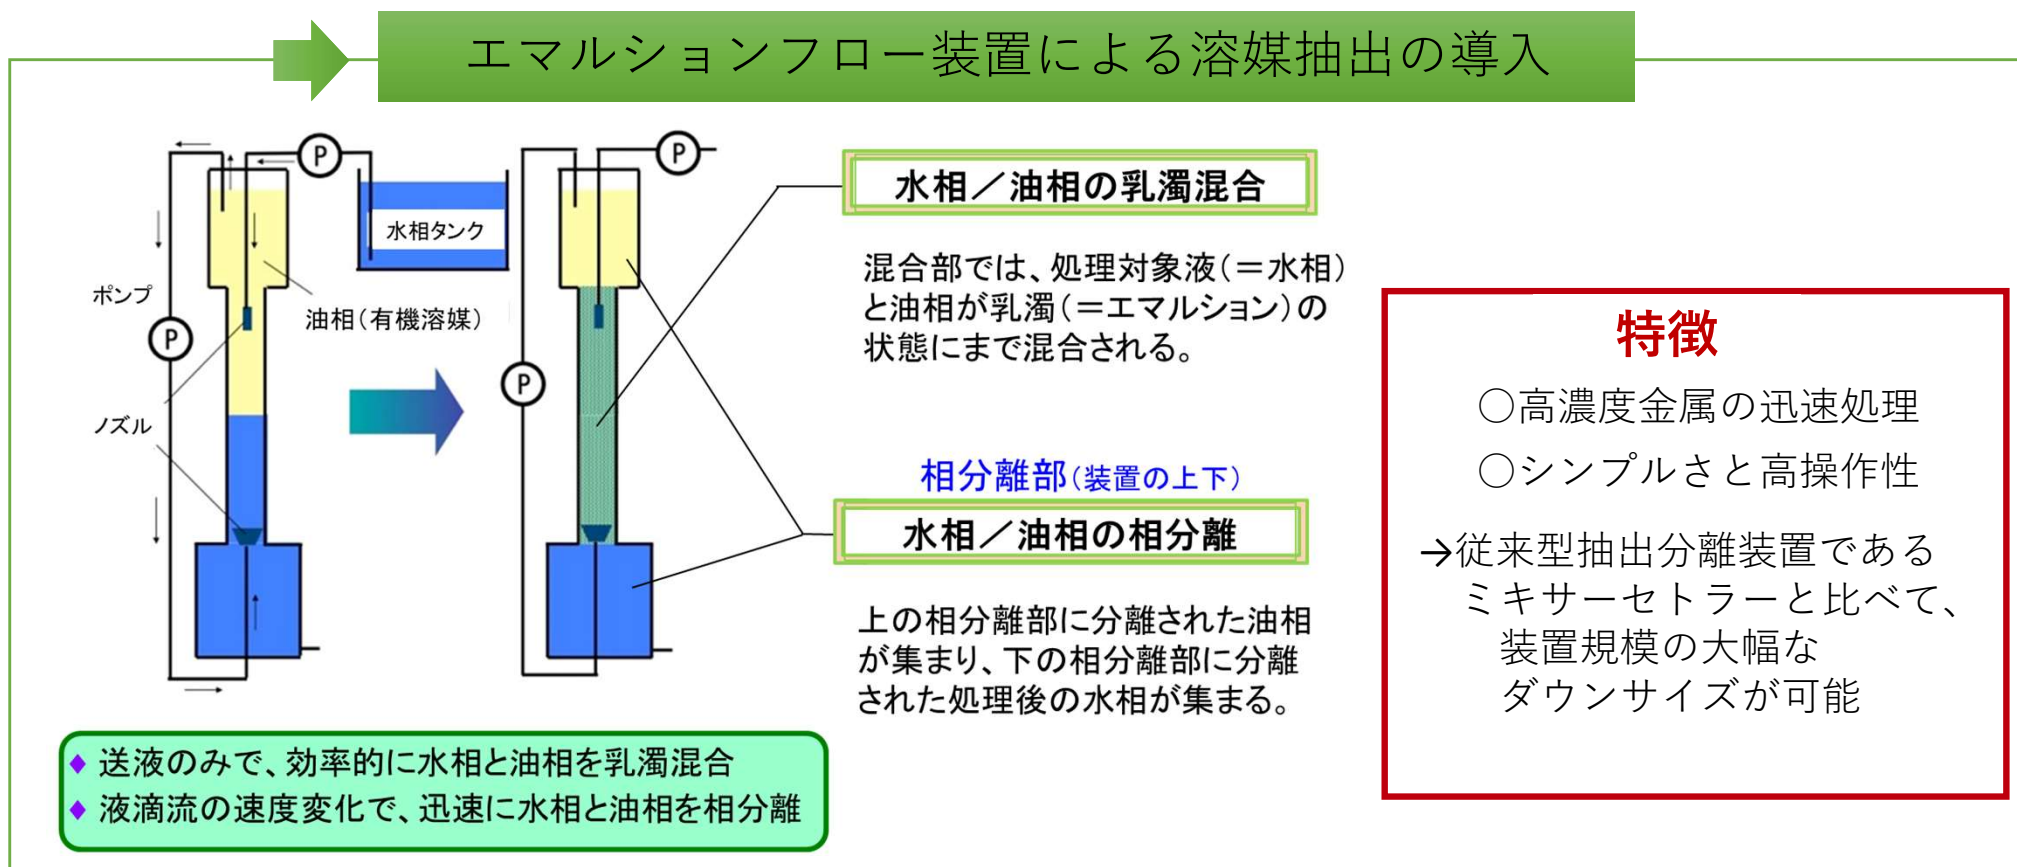 エマルションフロー装置による溶媒抽出の導入
P
水相タンク
ポンプ
P
油相（有機溶媒）
ノズル
P
P
水相／油相の乳濁混合
混合部では、処理対象液（＝水相）
と油相が乳濁（＝エマルション）の
状態にまで混合される。
相分離部（装置の上下）
水相／油相の相分離
上の相分離部に分離された油相
が集まり、下の相分離部に分離
された処理後の水相が集まる。
特徴
○高濃度金属の迅速処理
○シンプルさと高操作性
→従来型抽出分離装置である
ミキサーセトラーと比べて、
装置規模の大幅な
ダウンサイズが可能
♦ 送液のみで、効率的に水相と油相を乳濁混合
♦ 液滴流の速度変化で、迅速に水相と油相を相分離